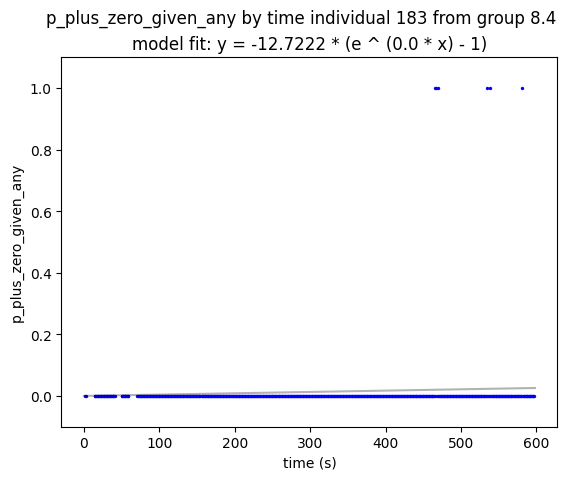 p_plus_zero_given_any by time individual 183 from group 8.4
model fit: y = -12.7222 * (e ^ (0.0 * x) - 1)
1.0
0.8
0.6
0.4
0.2
0.0
p_plus_zero_given_any
0 100 200 300 400 500 600
time (s)